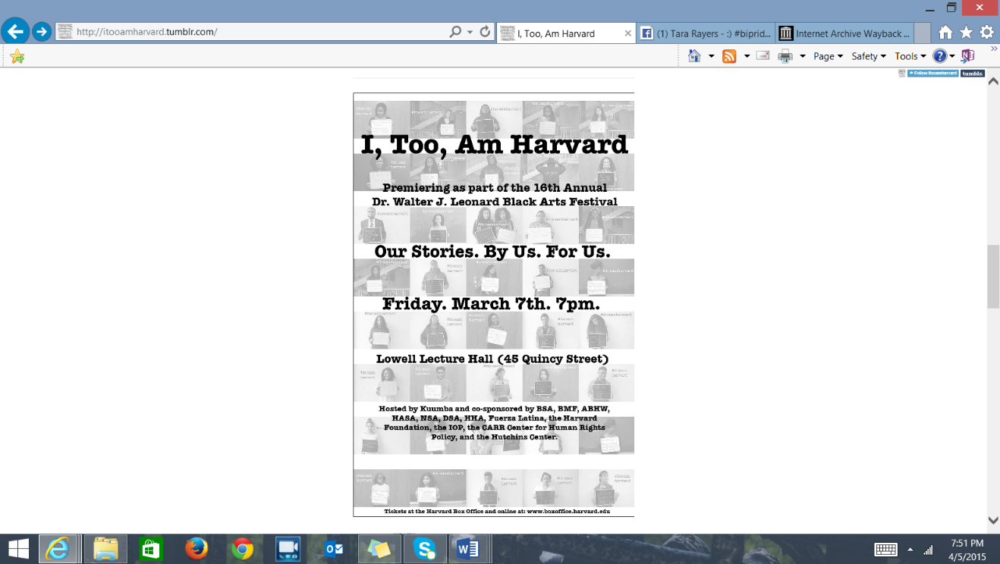 http://itooamharvard.tumblr.com/
I, Too, Am Harvard
(1) Tara Rayers - :) #biprid...
Internet Archive Wayback ...
Page
Safety
Tools
Follow itooamharvard
tumblr.
I, Too, Am Harvard
Premiering as part of the 16th Annual
Dr. Walter J. Leonard Black Arts Festival
Our Stories. By Us. For Us.
Friday. March 7th. 7pm.
Lowell Lecture Hall (45 Quincy Street)
Hosted by Kuumba and co-sponsored by BSA, BMF, ABHW,
HASA, NSA, DSA, HHA, Fuerza Latina, the Harvard
Foundation, the IOP, the CARR Center for Human Rights
Policy, and the Hutchins Center.
Tickets at the Harvard Box Office and online at: www.boxoffice.harvard.edu
7:51 PM
4/5/2015